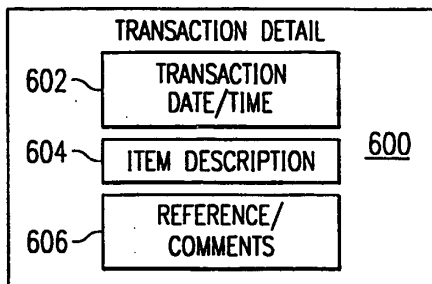 TRANSACTION DETAIL
602
TRANSACTION
DATE/TIME
604
ITEM DESCRIPTION
600
606
REFERENCE/
COMMENTS